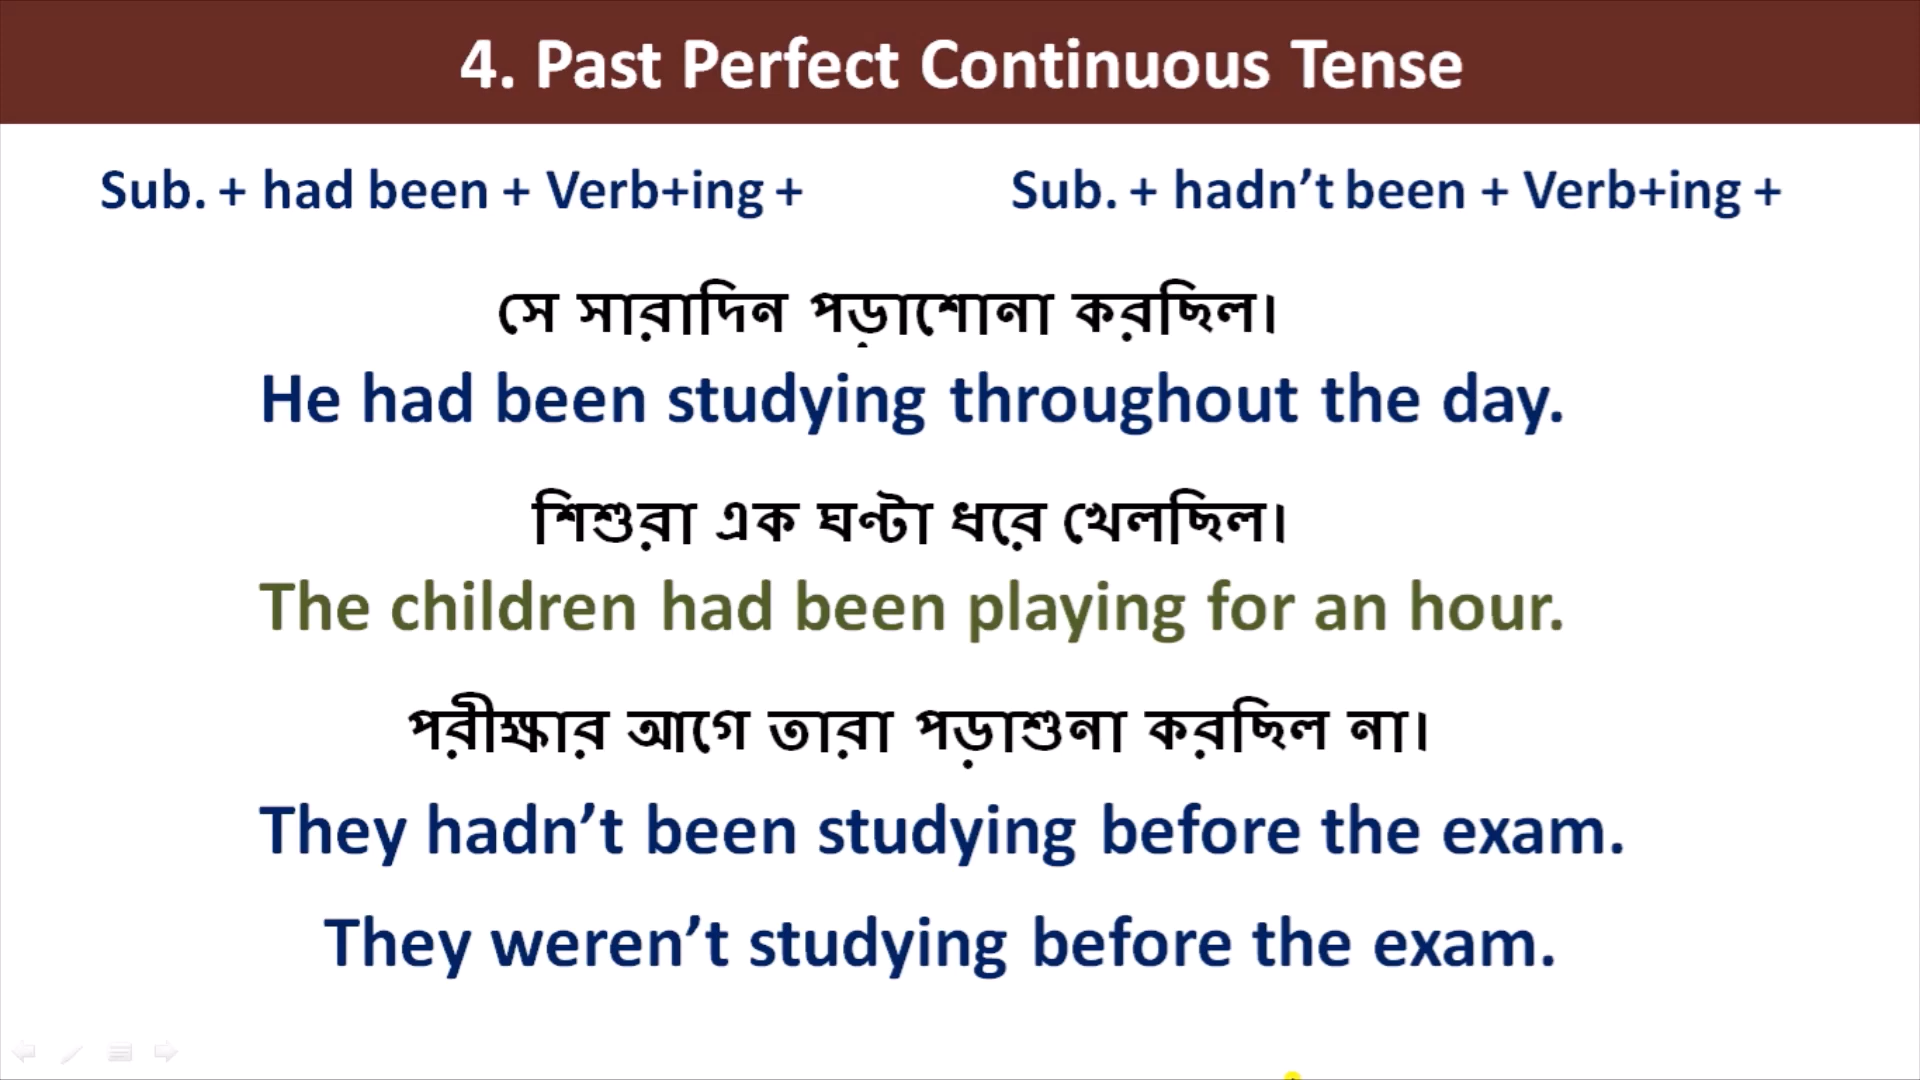 4. Past Perfect Continuous Tense
Sub. + had been + Verb+ing + Sub. + hadn’t been + Verb+ing +
সে সারাদিন পড়াশোনা করছিল।
He had been studying throughout the day.
শিশুরা এক ঘণ্টা ধরে খেলছিল।
The children had been playing for an hour.
পরীক্ষার আগে তারা পড়াশুনা করছিল না।
They hadn’t been studying before the exam.
They weren’t studying before the exam.